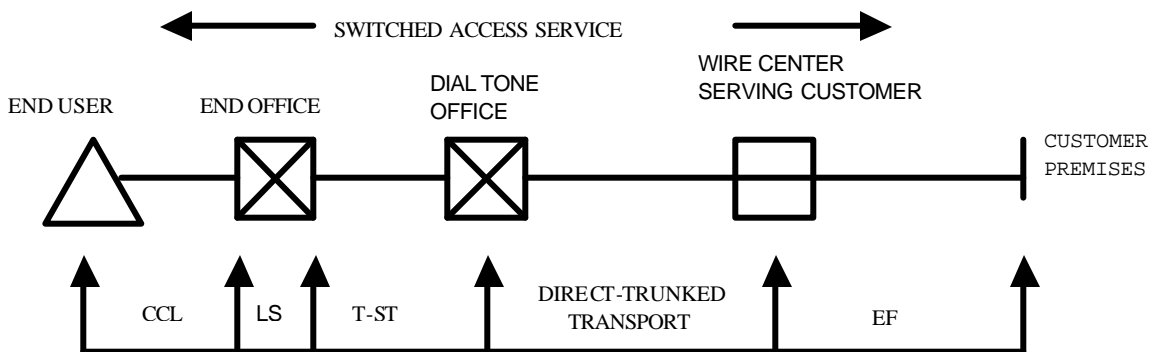 SWITCHED ACCESS SERVICE
WIRE CENTER
SERVING CUSTOMER
DIAL TONE
OFFICE
END USER
END OFFICE
CUSTOMER
PREMISES
CCL
LS
T-ST
DIRECT-TRUNKED
TRANSPORT
EF